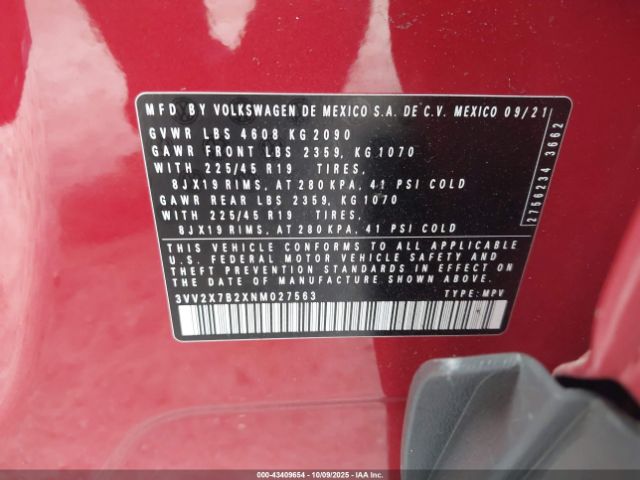 MFD BY VOLKSWAGEN DE MEXICO S.A. DE C.V. MEXICO 09/21
GVWR LBS 4608 KG 2090
GAWR FRONT LBS 2359, KG 1070
WITH 225/45 R19 TIRES,
8JX19 RIMS, AT 280 KPA, 41 PSI COLD
GAWR REAR LBS 2359, KG 1070
WITH 225/45 R19 TIRES,
8JX19 RIMS, AT 280 KPA, 41 PSI COLD
THIS VEHICLE CONFORMS TO ALL APPLICABLE
U.S. FEDERAL MOTOR VEHICLE SAFETY
STANDARDS AND THEFT PREVENTION STANDARD IN EFFECT ON
THE DATE OF MANUFACTURE SHOWN ABOVE.
3VV2X7B2XNM027563 TYPE: MPV
2756234 3662
000-43409654 | 10/09/2025 | IAAI.COM